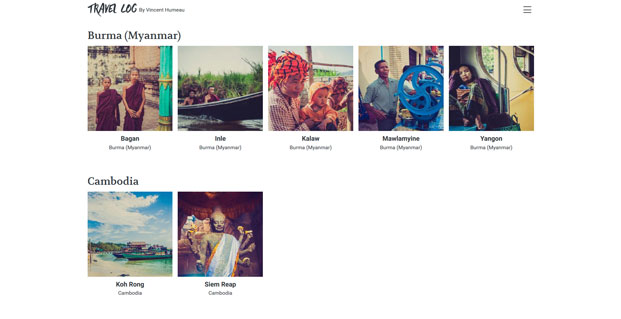 TRAVEL LOG By Vincent Humeau
Burma (Myanmar)
Bagan
Burma (Myanmar)
Inle
Burma (Myanmar)
Kalaw
Burma (Myanmar)
Mawlamyine
Burma (Myanmar)
Yangon
Burma (Myanmar)
Cambodia
Koh Rong
Cambodia
Siem Reap
Cambodia